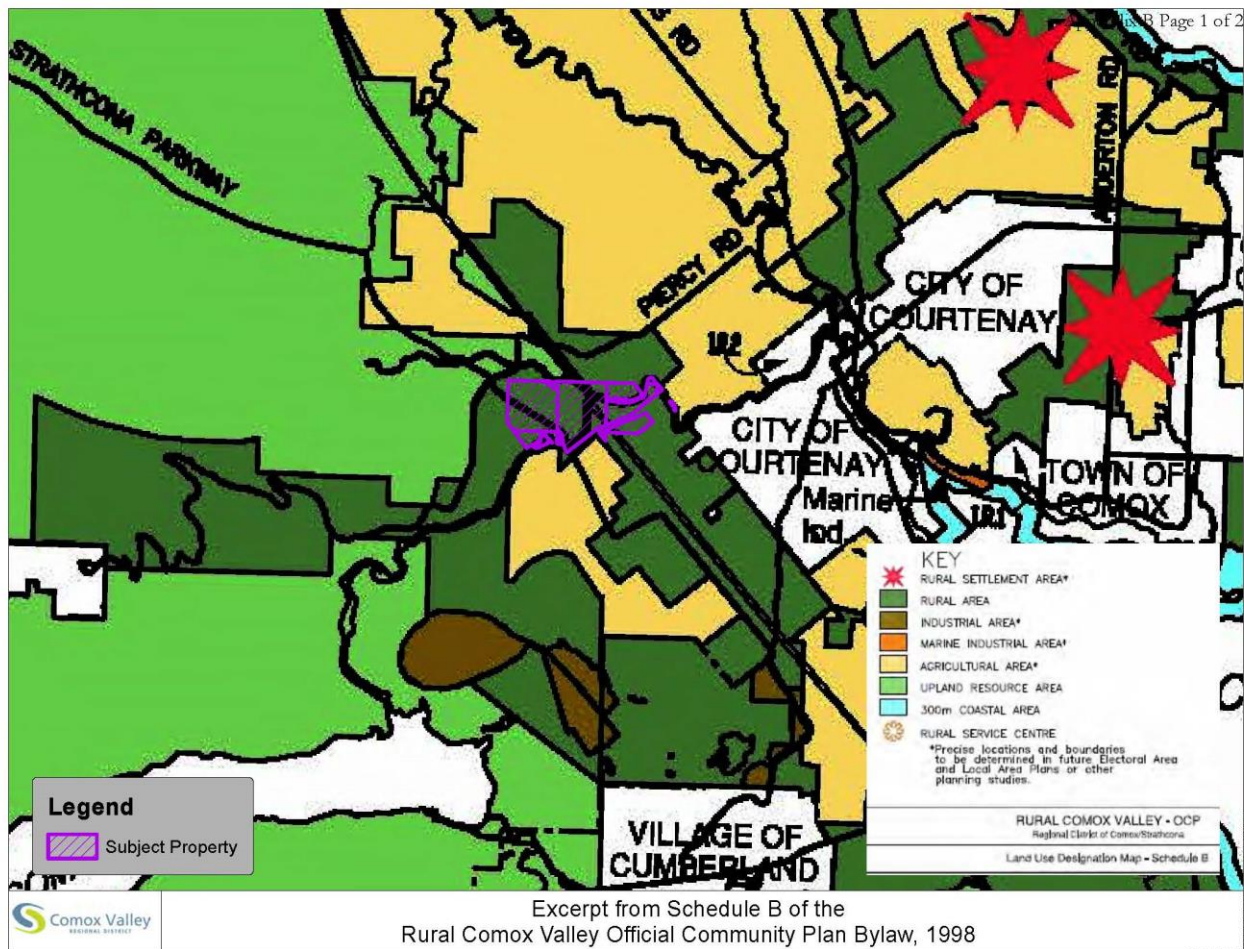 B Page 1 of 2
STRATHCONA PARKWAY
RD
ANDERTON RD
PIERCY RD
CITY OF
COURTENAY
I.R.2
CITY OF
COURTENAY
Marine
TOWN OF
COMOX
I.R.1
KEY
RURAL SETTLEMENT AREA*
RURAL AREA
INDUSTRIAL AREA*
MARINE INDUSTRIAL AREA*
AGRICULTURAL AREA*
UPLAND RESOURCE AREA
300m COASTAL AREA
RURAL SERVICE CENTRE
*Precise locations and boundaries
to be determined in future Electoral Area
and Local Area Plans or other
planning studies.
RURAL COMOX VALLEY - OCP
Regional District of Comox/Strathcona
Land Use Designation Map - Schedule B
Legend
Subject Property
VILLAGE OF
CUMBERLAND
Comox Valley
REGIONAL DISTRICT
Excerpt from Schedule B of the
Rural Comox Valley Official Community Plan Bylaw, 1998